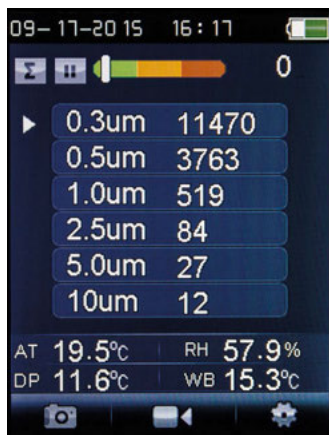 09-17-2015 16:17
Σ 0
0.3um 11470
0.5um 3763
1.0um 519
2.5um 84
5.0um 27
10um 12
AT 19.5°C RH 57.9%
DP 11.6°C WB 15.3°C